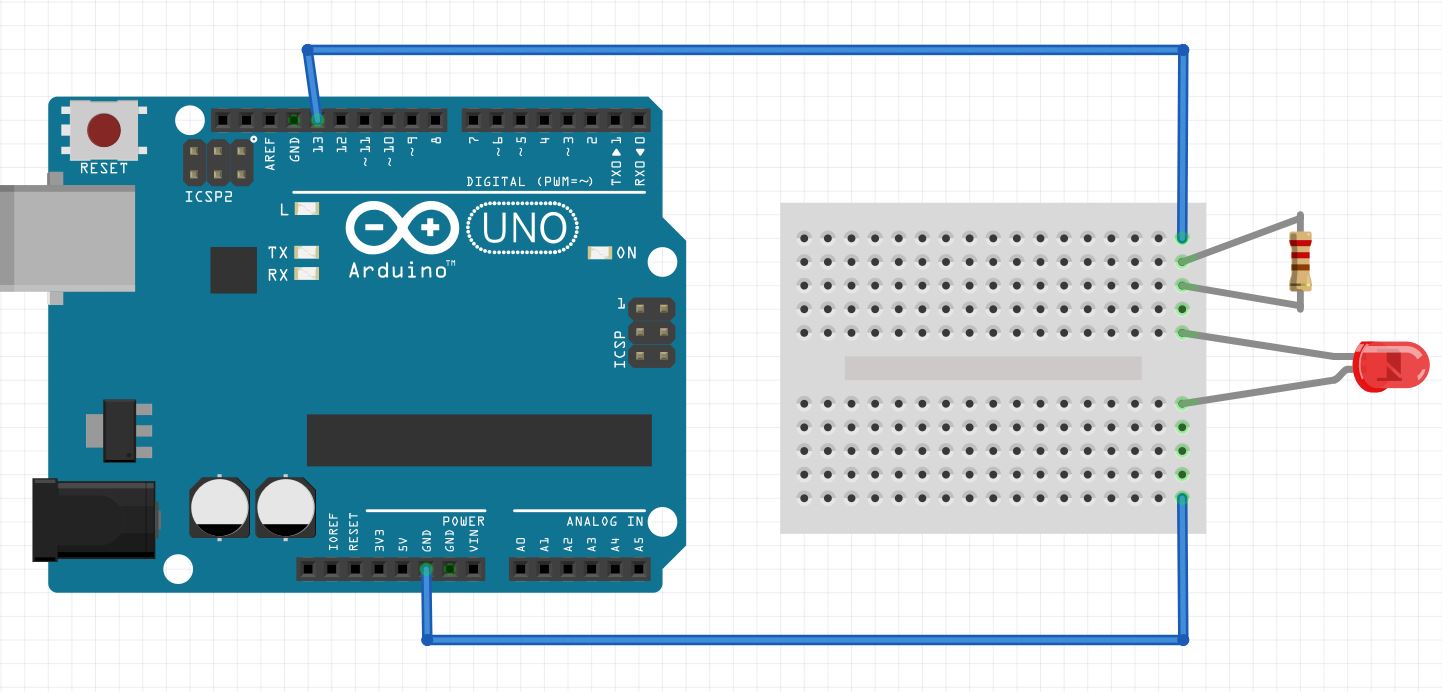 RESET
ICSP2
AREF
GND
13
12
~11
~10
~9
8
7
~6
~5
4
~3
2
TX0▶1
RX0◀0
DIGITAL (PWM=~)
L
TX
RX
UNO
Arduino™
ON
1
ICSP
IOREF
RESET
3V3
5V
GND
GND
VIN
POWER
ANALOG IN
A0
A1
A2
A3
A4
A5